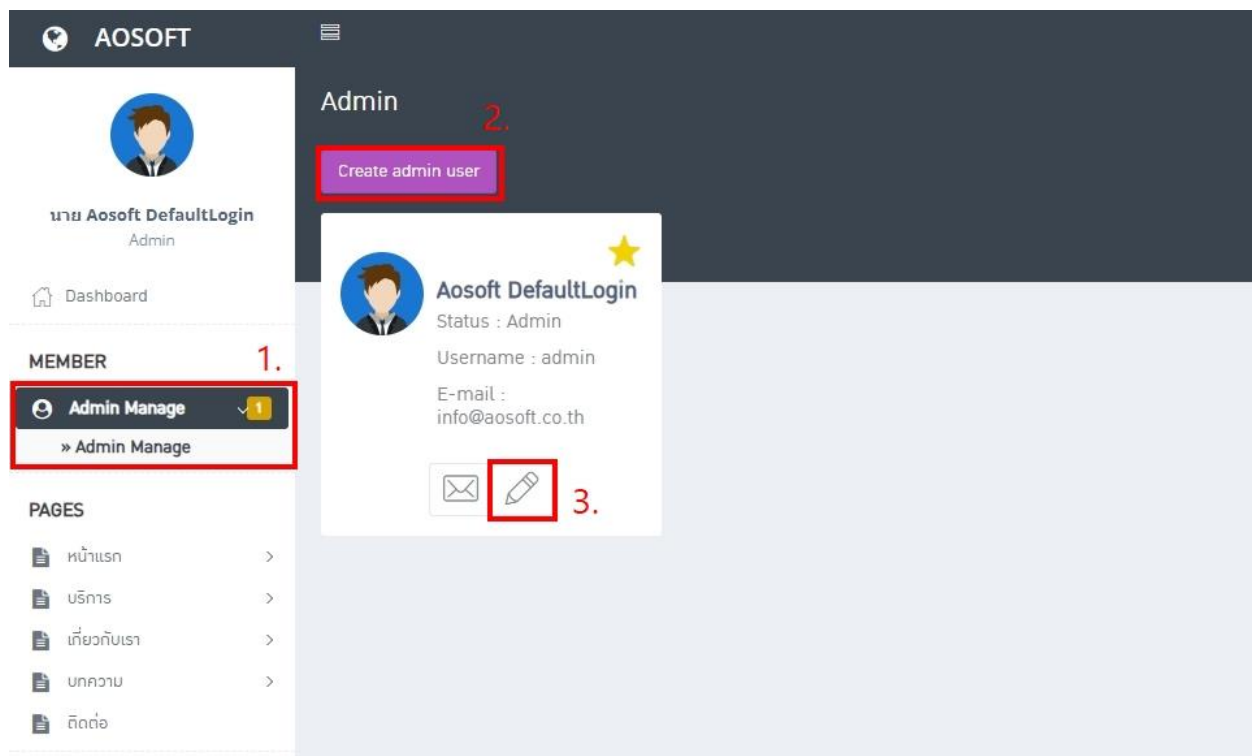 AOSOFT
นาย Aosoft DefaultLogin
Admin
Dashboard
MEMBER
1.
Admin Manage
1
» Admin Manage
PAGES
หน้าแรก
บริการ
เกี่ยวกับเรา
บทความ
ติดต่อ
Admin
2.
Create admin user
Aosoft DefaultLogin
Status : Admin
Username : admin
E-mail :
info@aosoft.co.th
3.